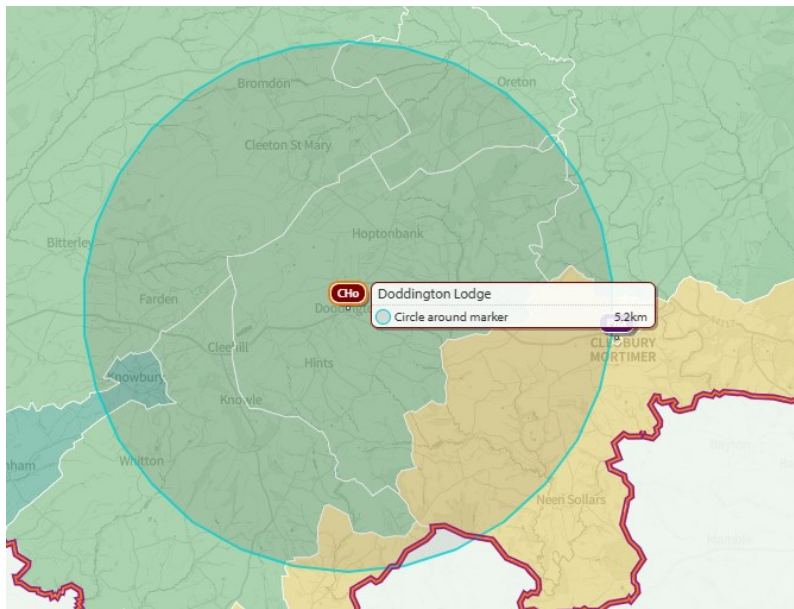 Bromdon
Oreton
Cleeton St Mary
Hoptonbank
Bitterley
CHo
Doddington Lodge
Farden
Circle around marker 5.2km
CLEOBURY
MORTIMER
Hints
Knowbury
Knowle
Whitton
Neen Sollars